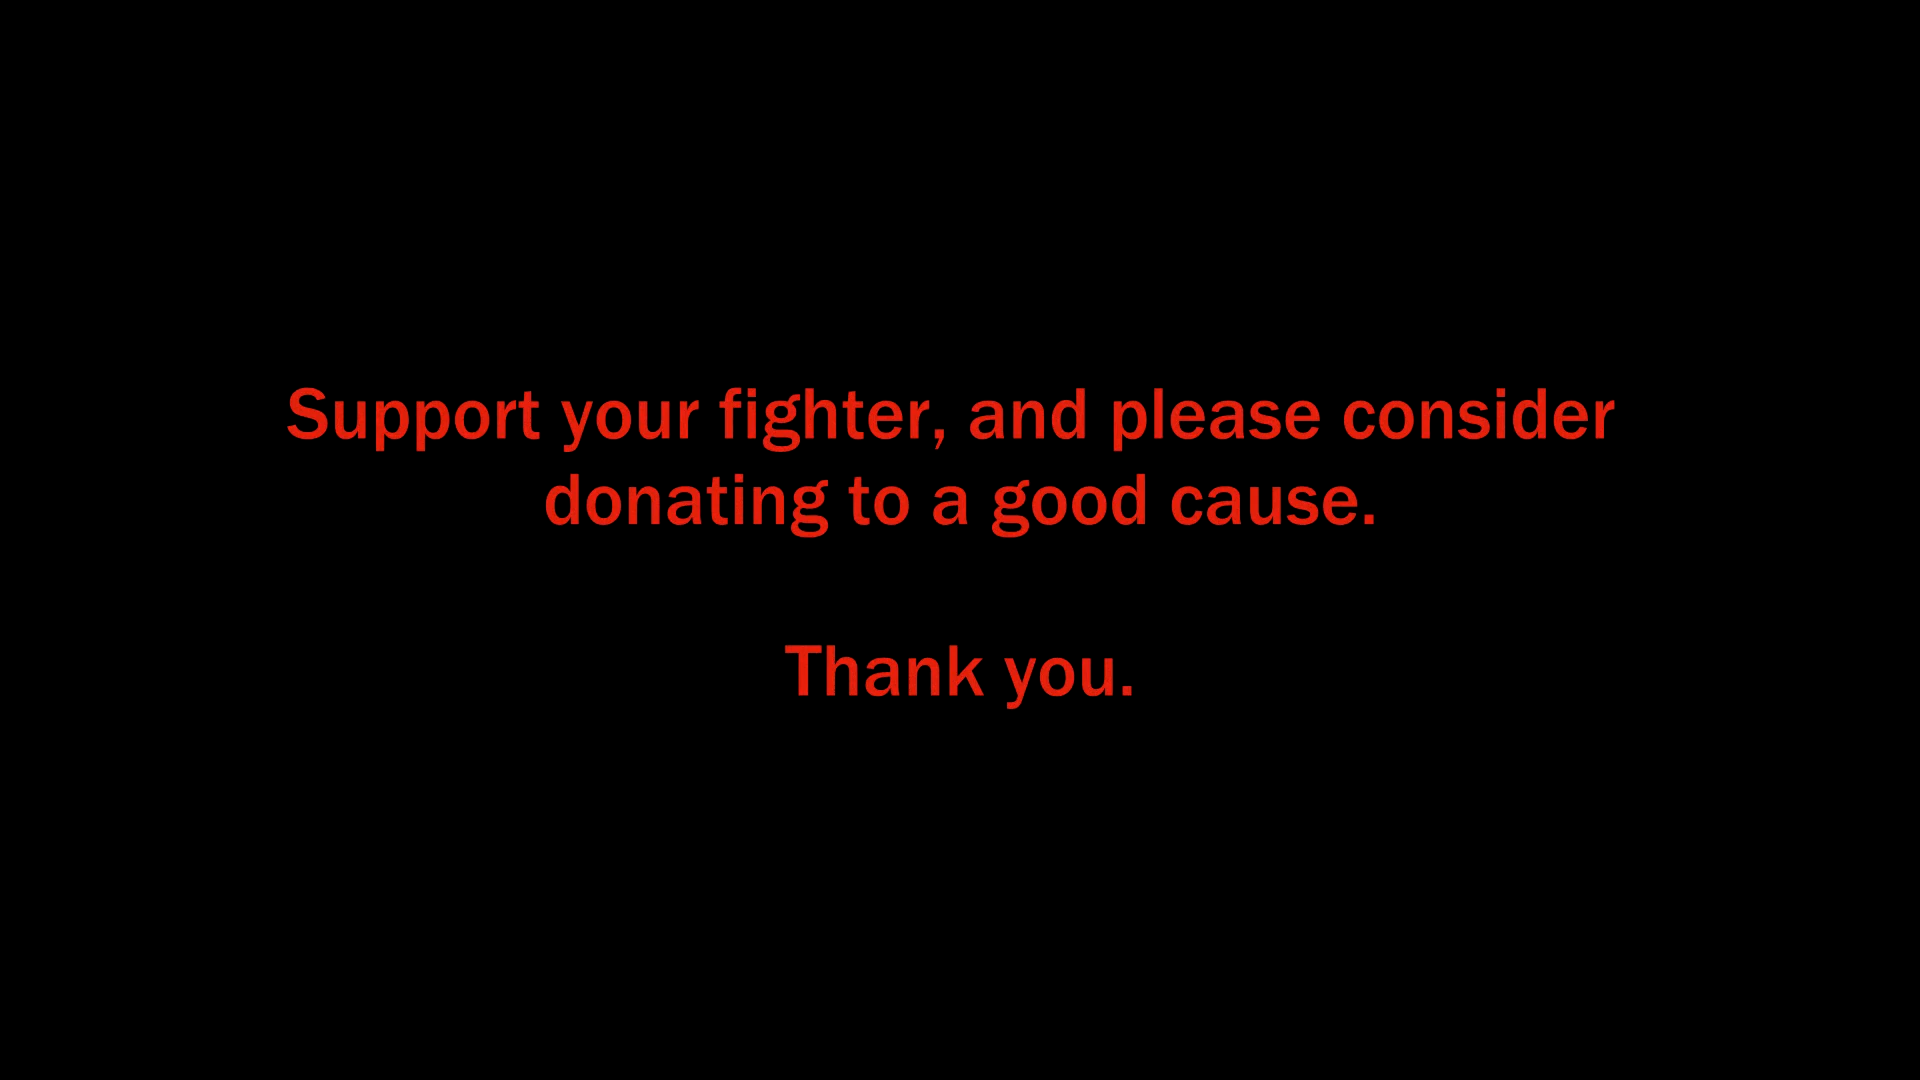 Support your fighter, and please consider
donating to a good cause.
Thank you.